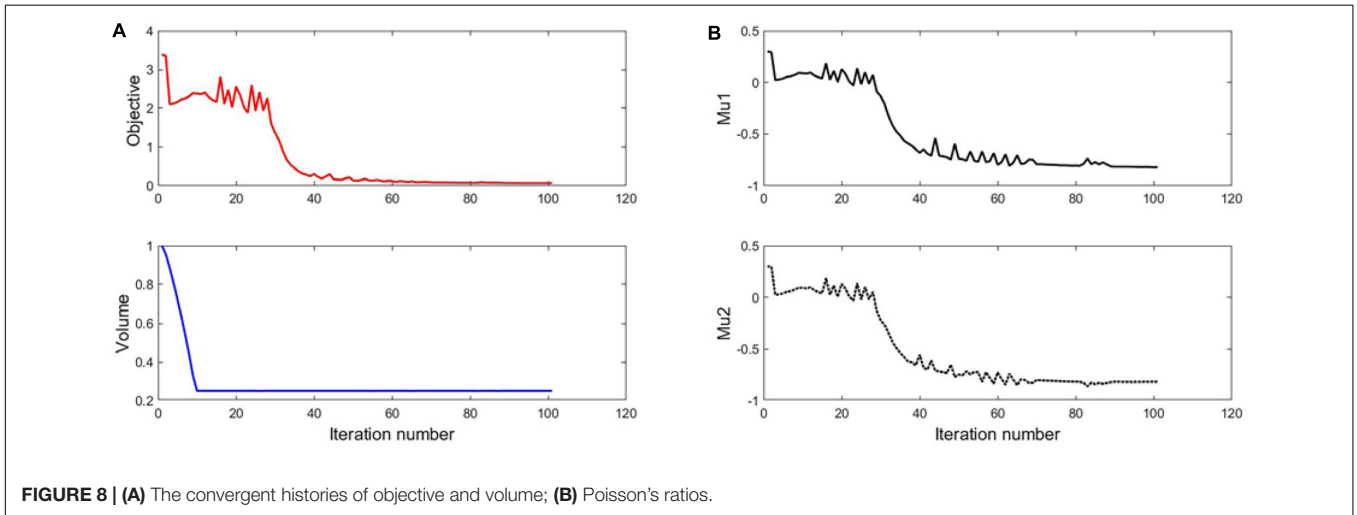 A
4
3
2
1
0
Objective
0 20 40 60 80 100 120
1
0.8
0.6
0.4
0.2
Volume
0 20 40 60 80 100 120
Iteration number
B
0.5
0
-0.5
-1
Mu1
0 20 40 60 80 100 120
0.5
0
-0.5
-1
Mu2
0 20 40 60 80 100 120
Iteration number
FIGURE 8 | (A) The convergent histories of objective and volume; (B) Poisson's ratios.